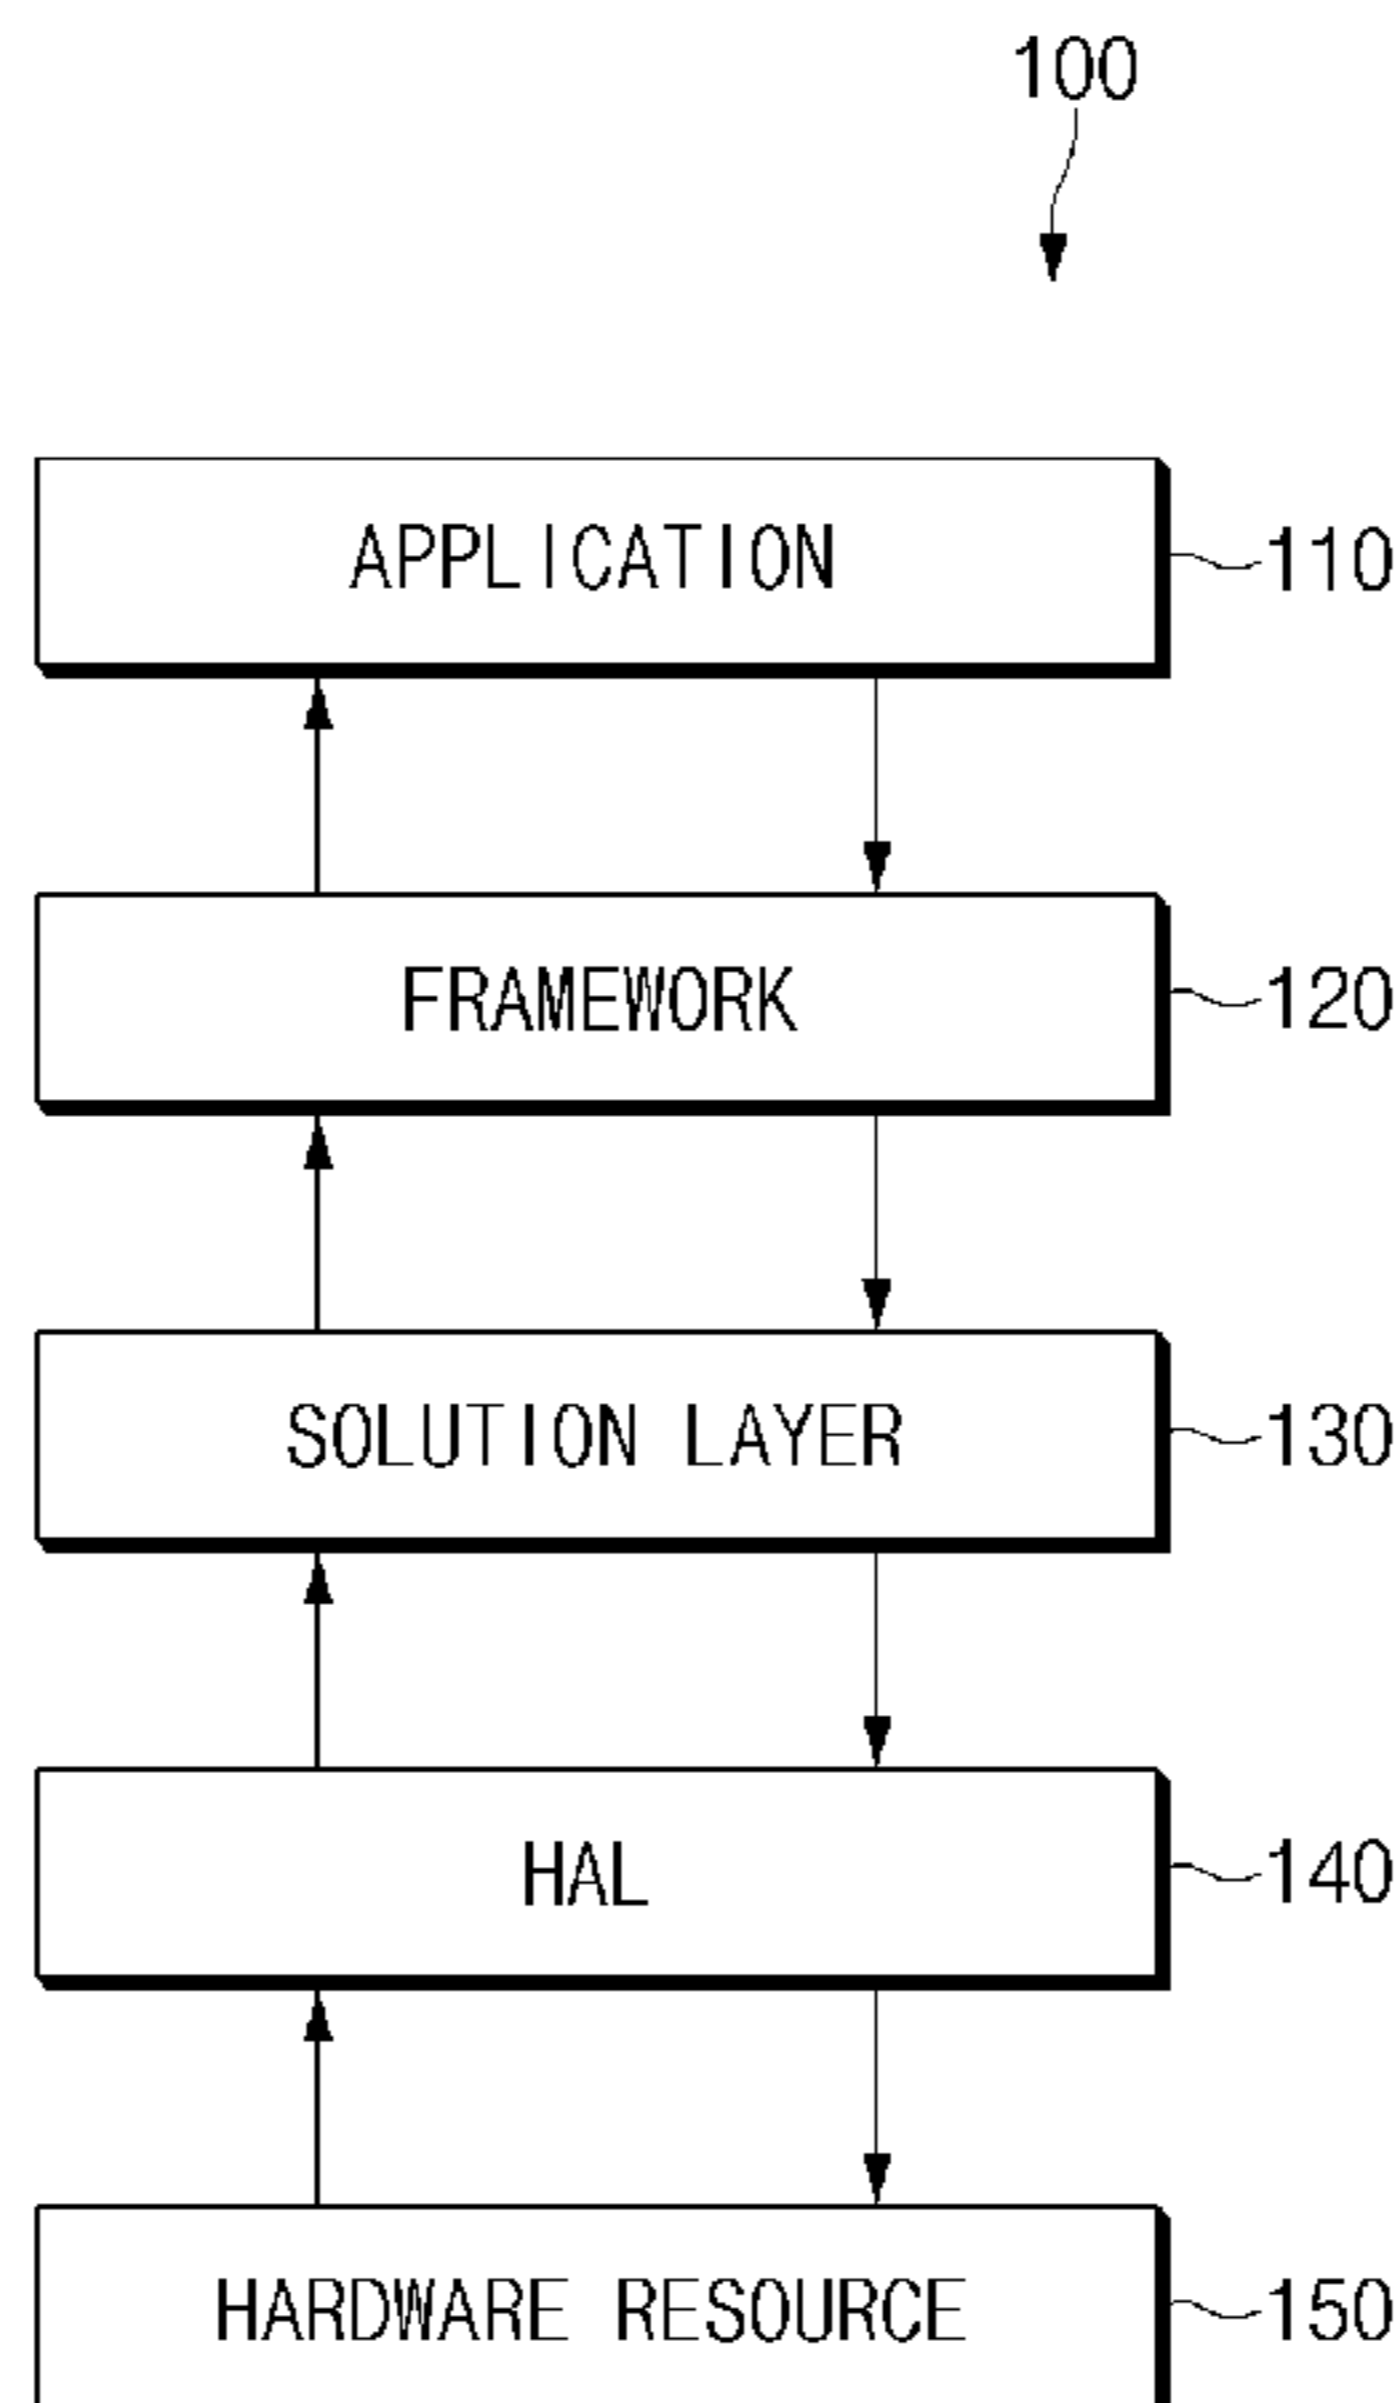 100
APPLICATION 110
FRAMEWORK 120
SOLUTION LAYER 130
HAL 140
HARDWARE RESOURCE 150